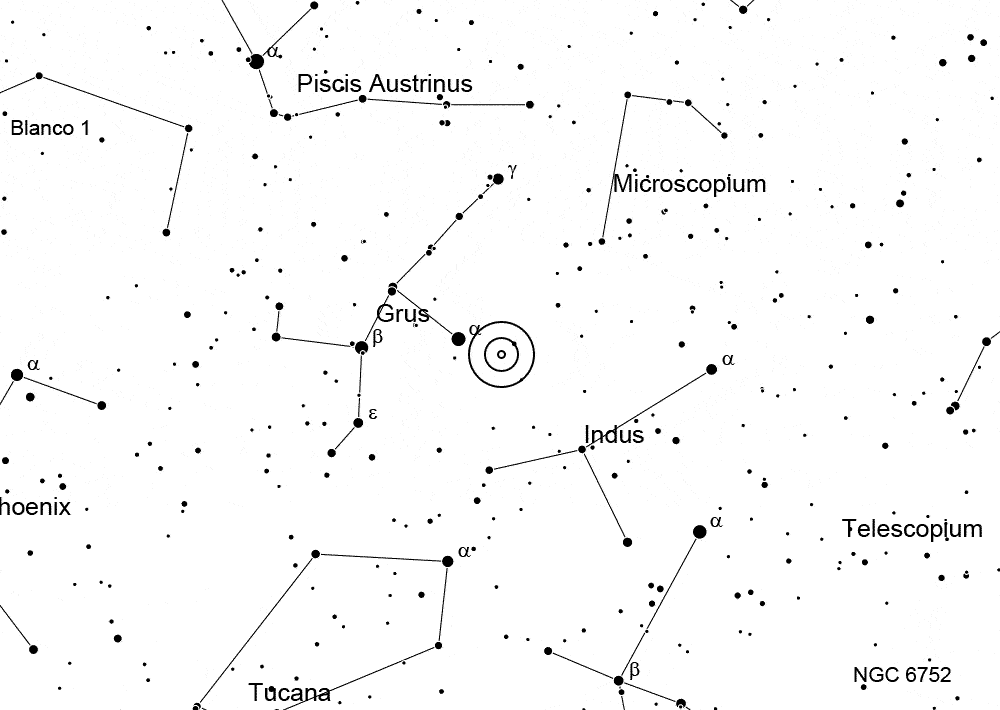 α
Piscis Austrinus
Blanco 1
γ
Microscopium
Grus
α
β
α
α
ε
Indus
hoenix
α
Telescopium
α
β
NGC 6752
Tucana